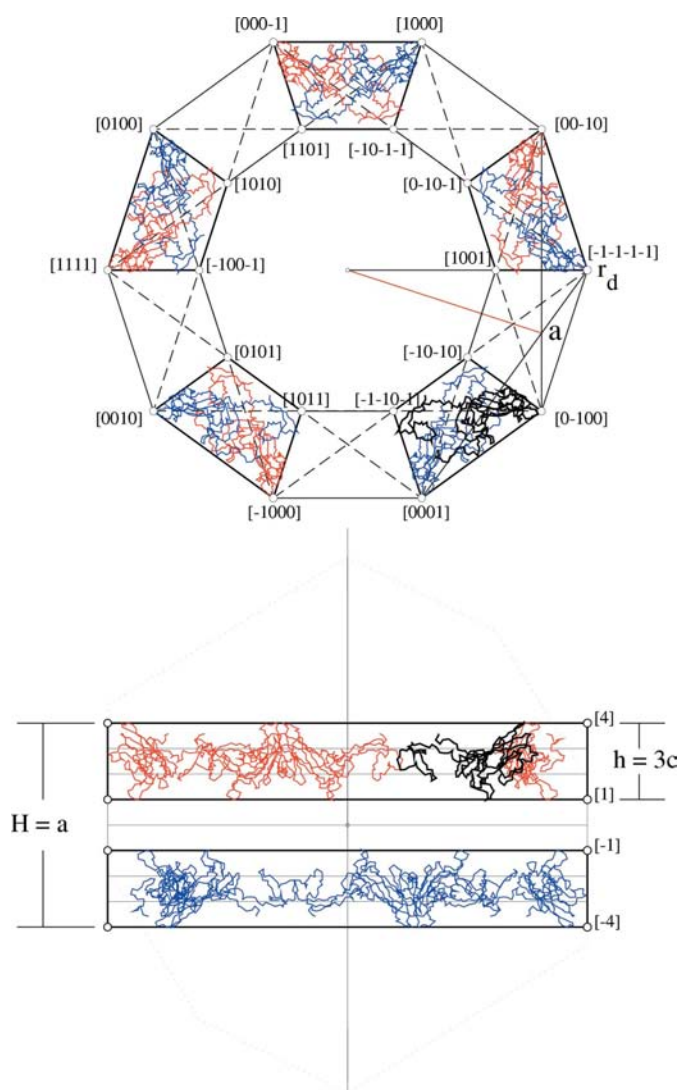 [000-1] [1000]
[0100] [00-10]
[1101] [-10-1-1]
[1010] [0-10-1]
[1111] [-100-1] [1001] [-1-1-1-1]
r_d
a
[0101] [-10-10]
[0010] [1011] [-1-10-1] [0-100]
[-1000] [0001]
[4]
h = 3c
[1]
H = a
[-1]
[-4]